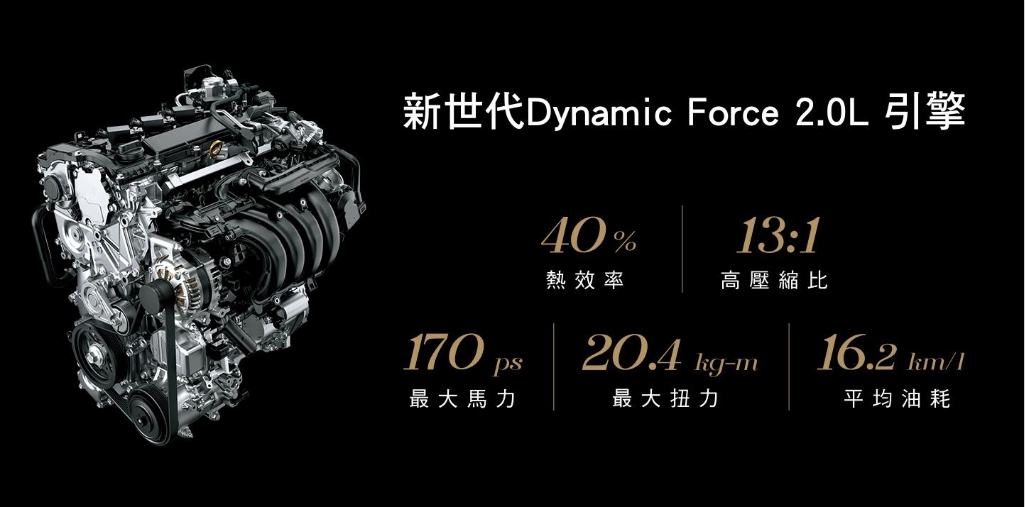 新世代Dynamic Force 2.0L 引擎
40% 13:1
熱效率 高壓縮比
170 ps 20.4 kg-m 16.2 km/l
最大馬力 最大扭力 平均油耗